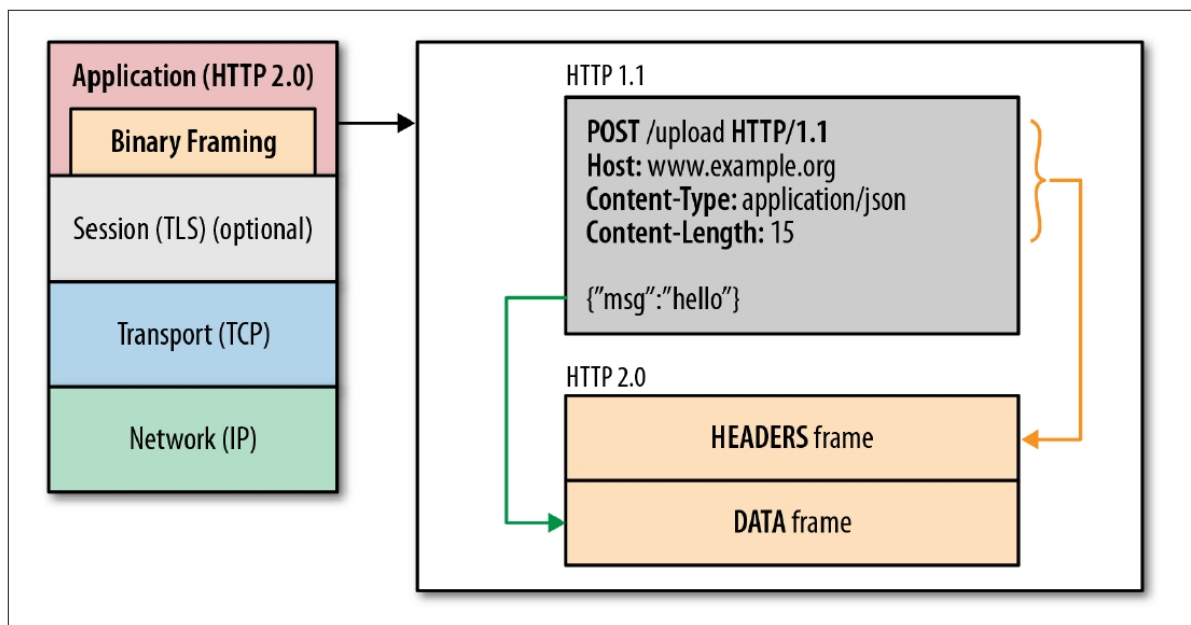 Application (HTTP 2.0)
Binary Framing
Session (TLS) (optional)
Transport (TCP)
Network (IP)
HTTP 1.1
POST /upload HTTP/1.1
Host: www.example.org
Content-Type: application/json
Content-Length: 15
{”msg”:”hello”}
HTTP 2.0
HEADERS frame
DATA frame